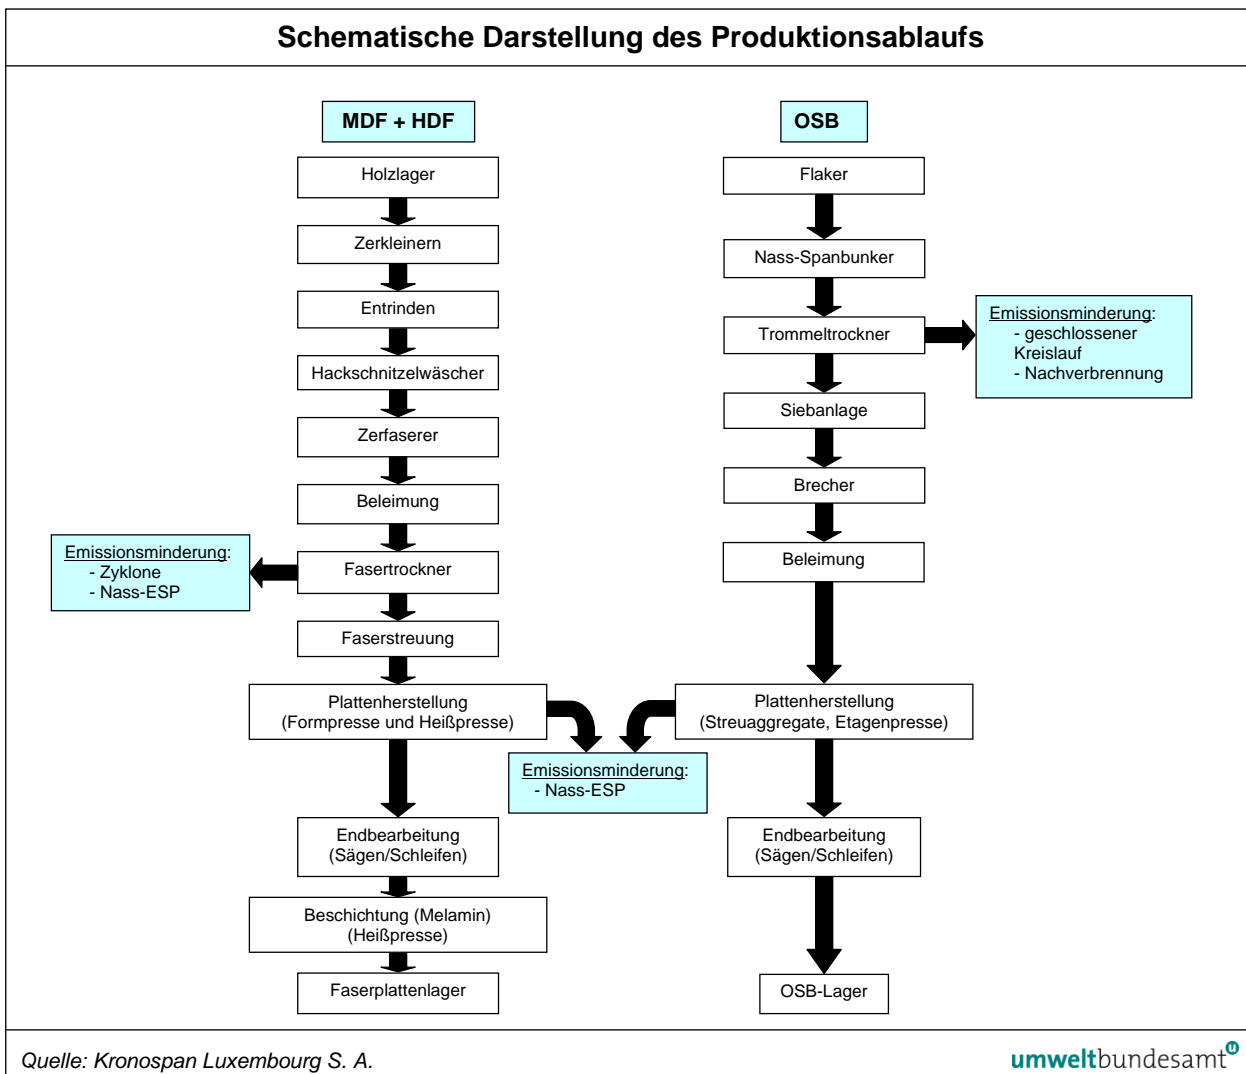 Schematische Darstellung des Produktionsablaufs
MDF + HDF
Holzlager
Zerkleinern
Entrinden
Hackschnitzelwäscher
Zerfaserer
Beleimung
Fasertrockner
Emissionsminderung:
- Zyklone
- Nass-ESP
Faserstreuung
Plattenherstellung
(Formpresse und Heißpresse)
Emissionsminderung:
- Nass-ESP
Endbearbeitung
(Sägen/Schleifen)
Beschichtung (Melamin)
(Heißpresse)
Faserplattenlager
OSB
Flaker
Nass-Spanbunker
Trommeltrockner
Emissionsminderung:
- geschlossener
Kreislauf
- Nachverbrennung
Siebanlage
Brecher
Beleimung
Plattenherstellung
(Streuaggregate, Etagenpresse)
Endbearbeitung
(Sägen/Schleifen)
OSB-Lager
Quelle: Kronospan Luxembourg S. A.
umweltbundesamt u